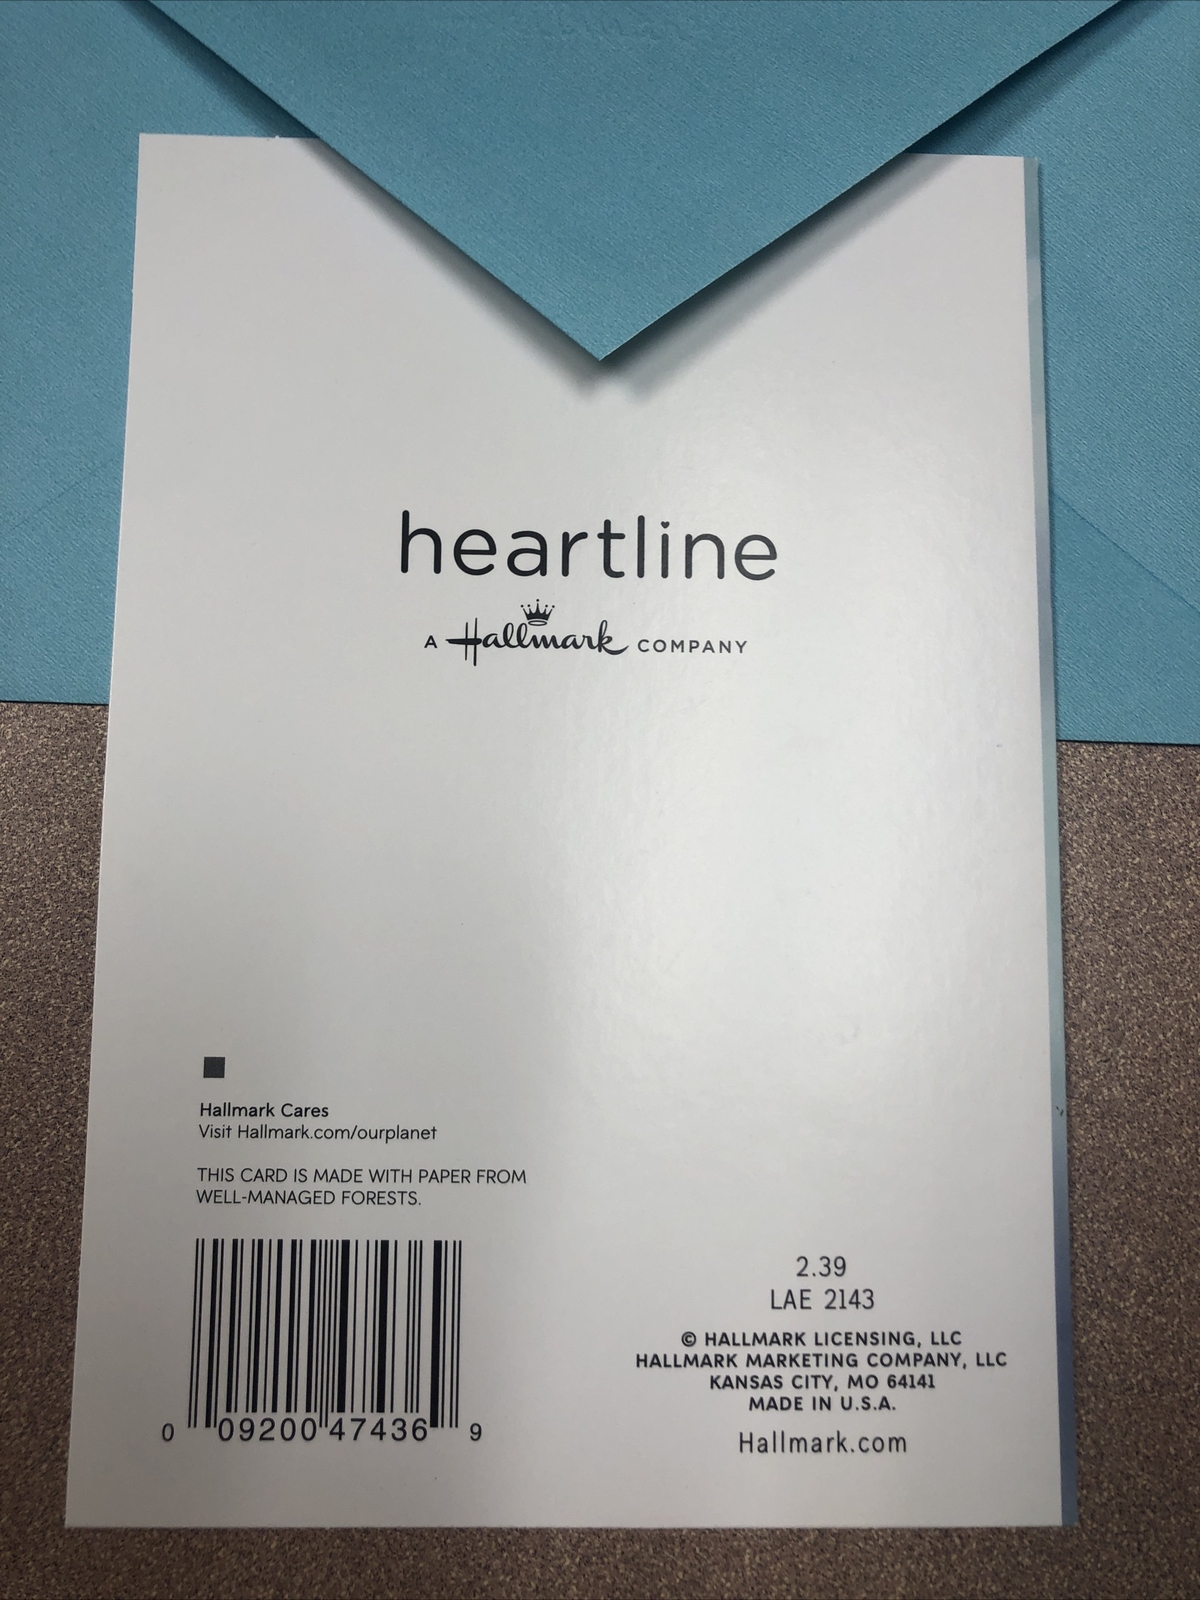 heartline
A Hallmark COMPANY
Hallmark Cares
Visit Hallmark.com/ourplanet
THIS CARD IS MADE WITH PAPER FROM
WELL-MANAGED FORESTS.
0 09200 47436 9
2.39
LAE 2143
© HALLMARK LICENSING, LLC
HALLMARK MARKETING COMPANY, LLC
KANSAS CITY, MO 64141
MADE IN U.S.A.
Hallmark.com